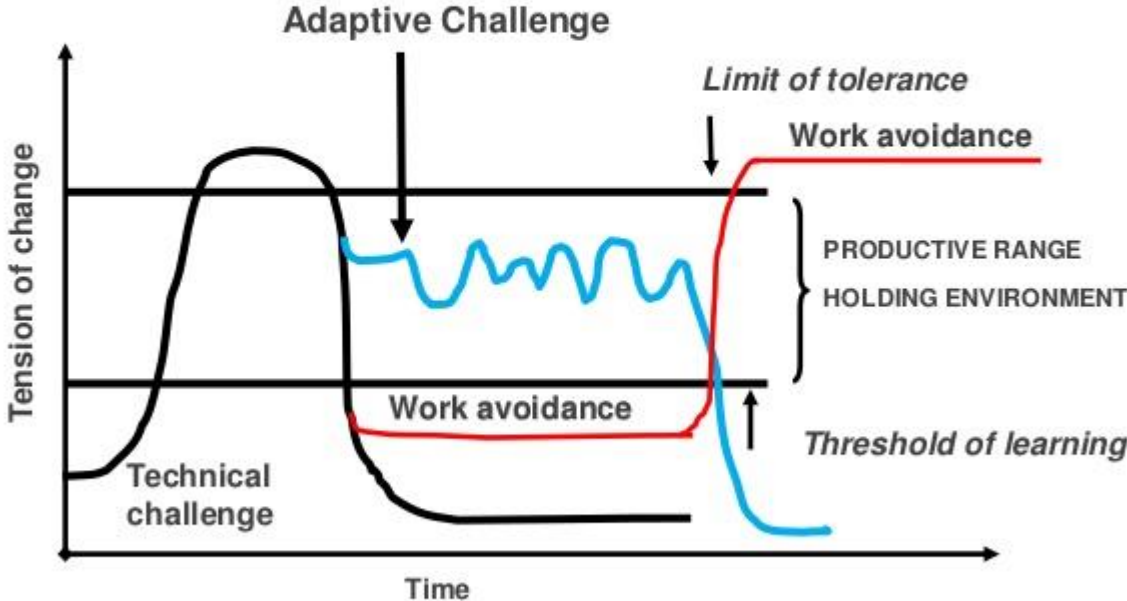 Adaptive Challenge
Limit of tolerance
Work avoidance
Tension of change
PRODUCTIVE RANGE
HOLDING ENVIRONMENT
Work avoidance
Threshold of learning
Technical
challenge
Time